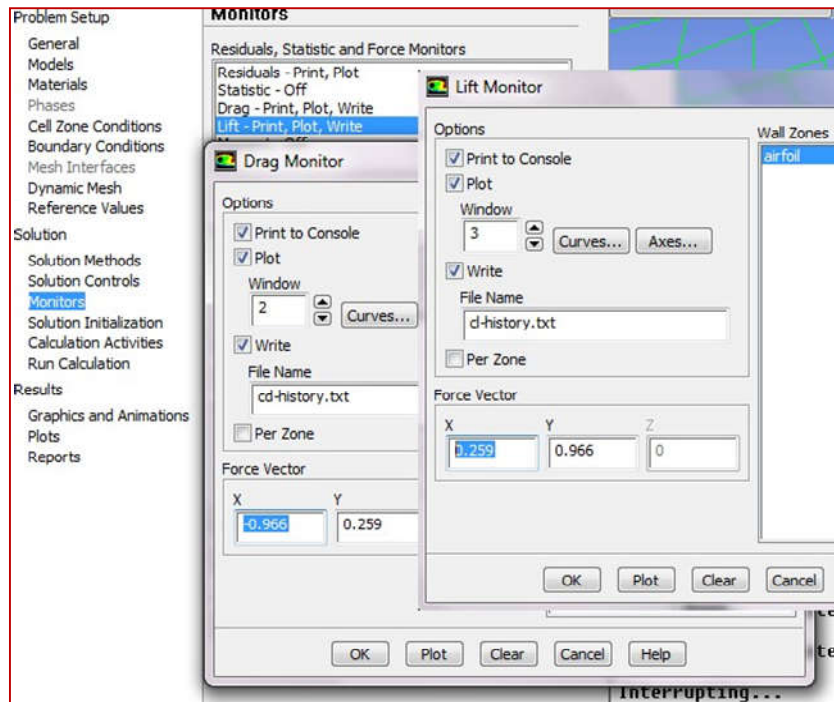 Problem Setup
General
Models
Materials
Phases
Cell Zone Conditions
Boundary Conditions
Mesh Interfaces
Dynamic Mesh
Reference Values
Solution
Solution Methods
Solution Controls
Monitors
Solution Initialization
Calculation Activities
Run Calculation
Results
Graphics and Animations
Plots
Reports
Monitors
Residuals, Statistic and Force Monitors
Residuals - Print, Plot
Statistic - Off
Drag - Print, Plot, Write
Lift - Print, Plot, Write
Drag Monitor
Options
Print to Console
Plot
Window
2
Curves...
Write
File Name
cd-history.txt
Per Zone
Force Vector
X Y
-0.966 0.259
OK Plot Clear Cancel Help
Lift Monitor
Options
Print to Console
Plot
Window
3 Curves... Axes...
Write
File Name
cl-history.txt
Per Zone
Force Vector
X Y Z
0.259 0.966 0
Wall Zones
airfoil
OK Plot Clear Cancel
Interrupting...